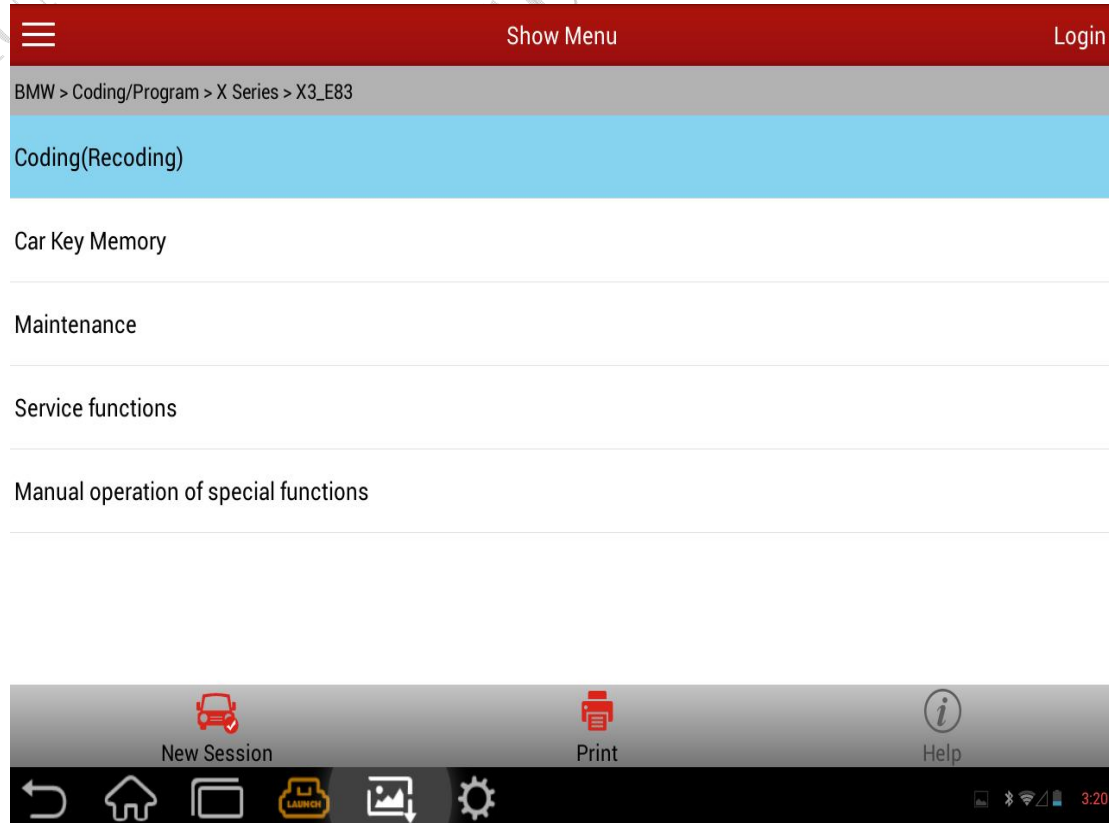 Show Menu
Login
BMW > Coding/Program > X Series > X3_E83
Coding(Recoding)
Car Key Memory
Maintenance
Service functions
Manual operation of special functions
New Session
Print
Help
LAUNCH
3:20